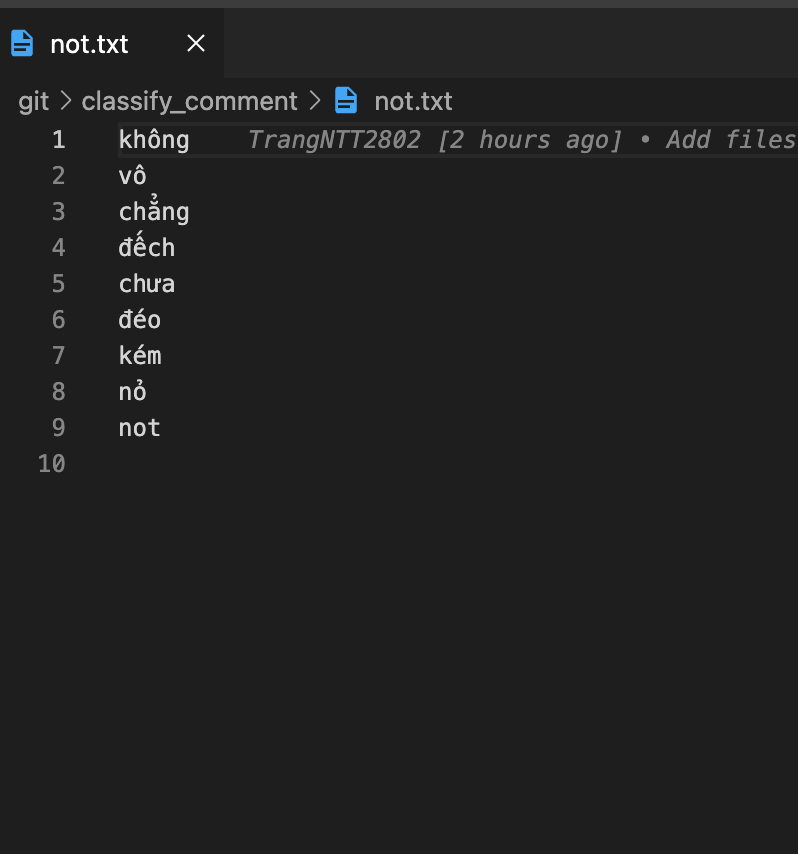 not.txt
git > classify_comment > not.txt
1 không TrangNTT2802 [2 hours ago] • Add files
2 vô
3 chẳng
4 đếch
5 chưa
6 đéo
7 kém
8 nỏ
9 not
10